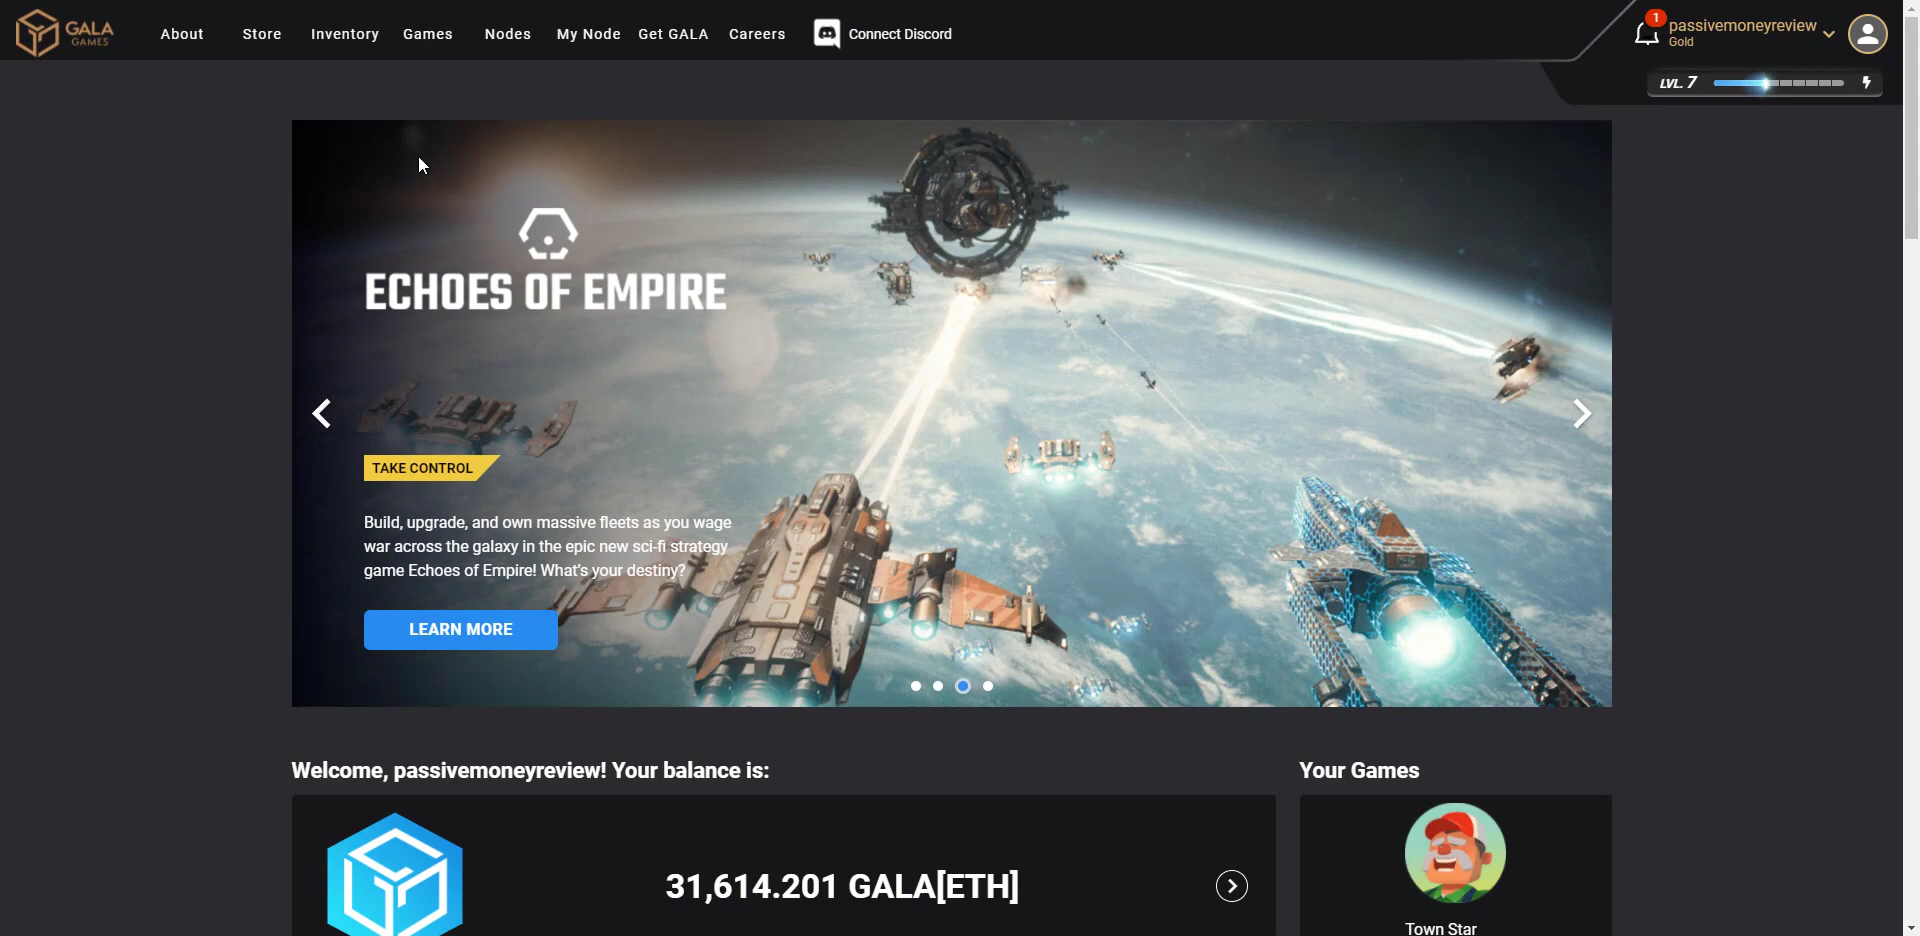 GALA
GAMES
About
Store
Inventory
Games
Nodes
My Node
Get GALA
Careers
Connect Discord
1
passivemoneyreview
Gold
LVL. 7
ECHOES OF EMPIRE
TAKE CONTROL
Build, upgrade, and own massive fleets as you wage
war across the galaxy in the epic new sci-fi strategy
game Echoes of Empire! What's your destiny?
LEARN MORE
Welcome, passivemoneyreview! Your balance is:
Your Games
31,614.201 GALA[ETH]
Town Star